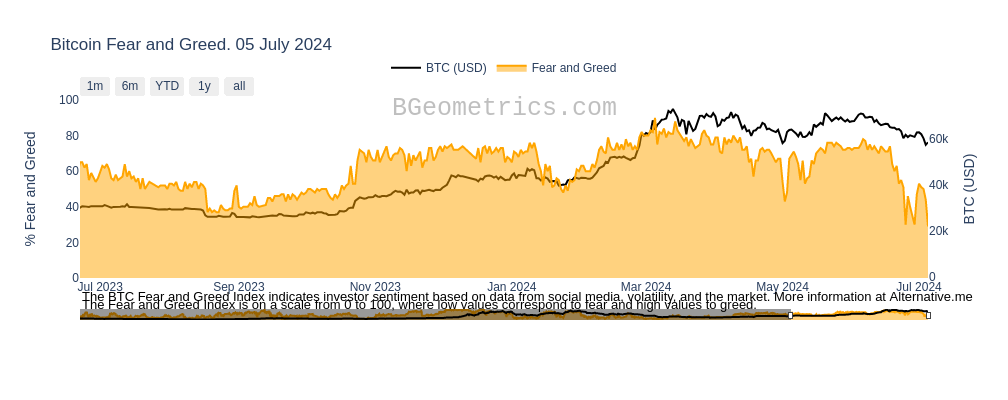 Bitcoin Fear and Greed. 05 July 2024
BTC (USD) Fear and Greed
1m 6m YTD 1y all
BGeometrics.com
100
80
60
40
20
0
% Fear and Greed
60k
40k
20k
0
BTC (USD)
Jul 2023 Sep 2023 Nov 2023 Jan 2024 Mar 2024 May 2024 Jul 2024
The BTC Fear and Greed Index indicates investor sentiment based on data from social media, volatility, and the market. More information at Alternative.me
The Fear and Greed Index is on a scale from 0 to 100, where low values correspond to fear and high values to greed.